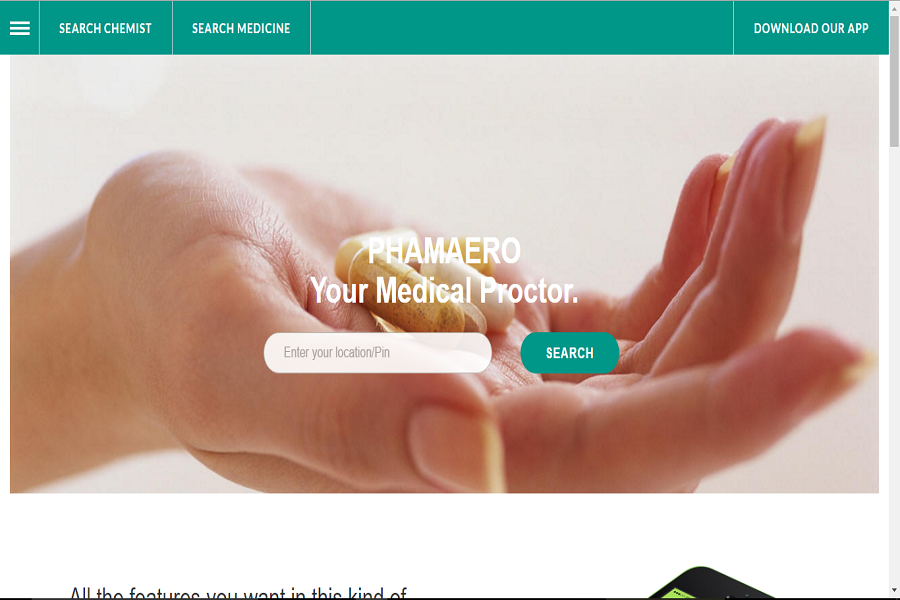 SEARCH CHEMIST
SEARCH MEDICINE
DOWNLOAD OUR APP
PHAMAERO
Your Medical Proctor.
Enter your location/Pin
SEARCH
All the features you want in this kind of